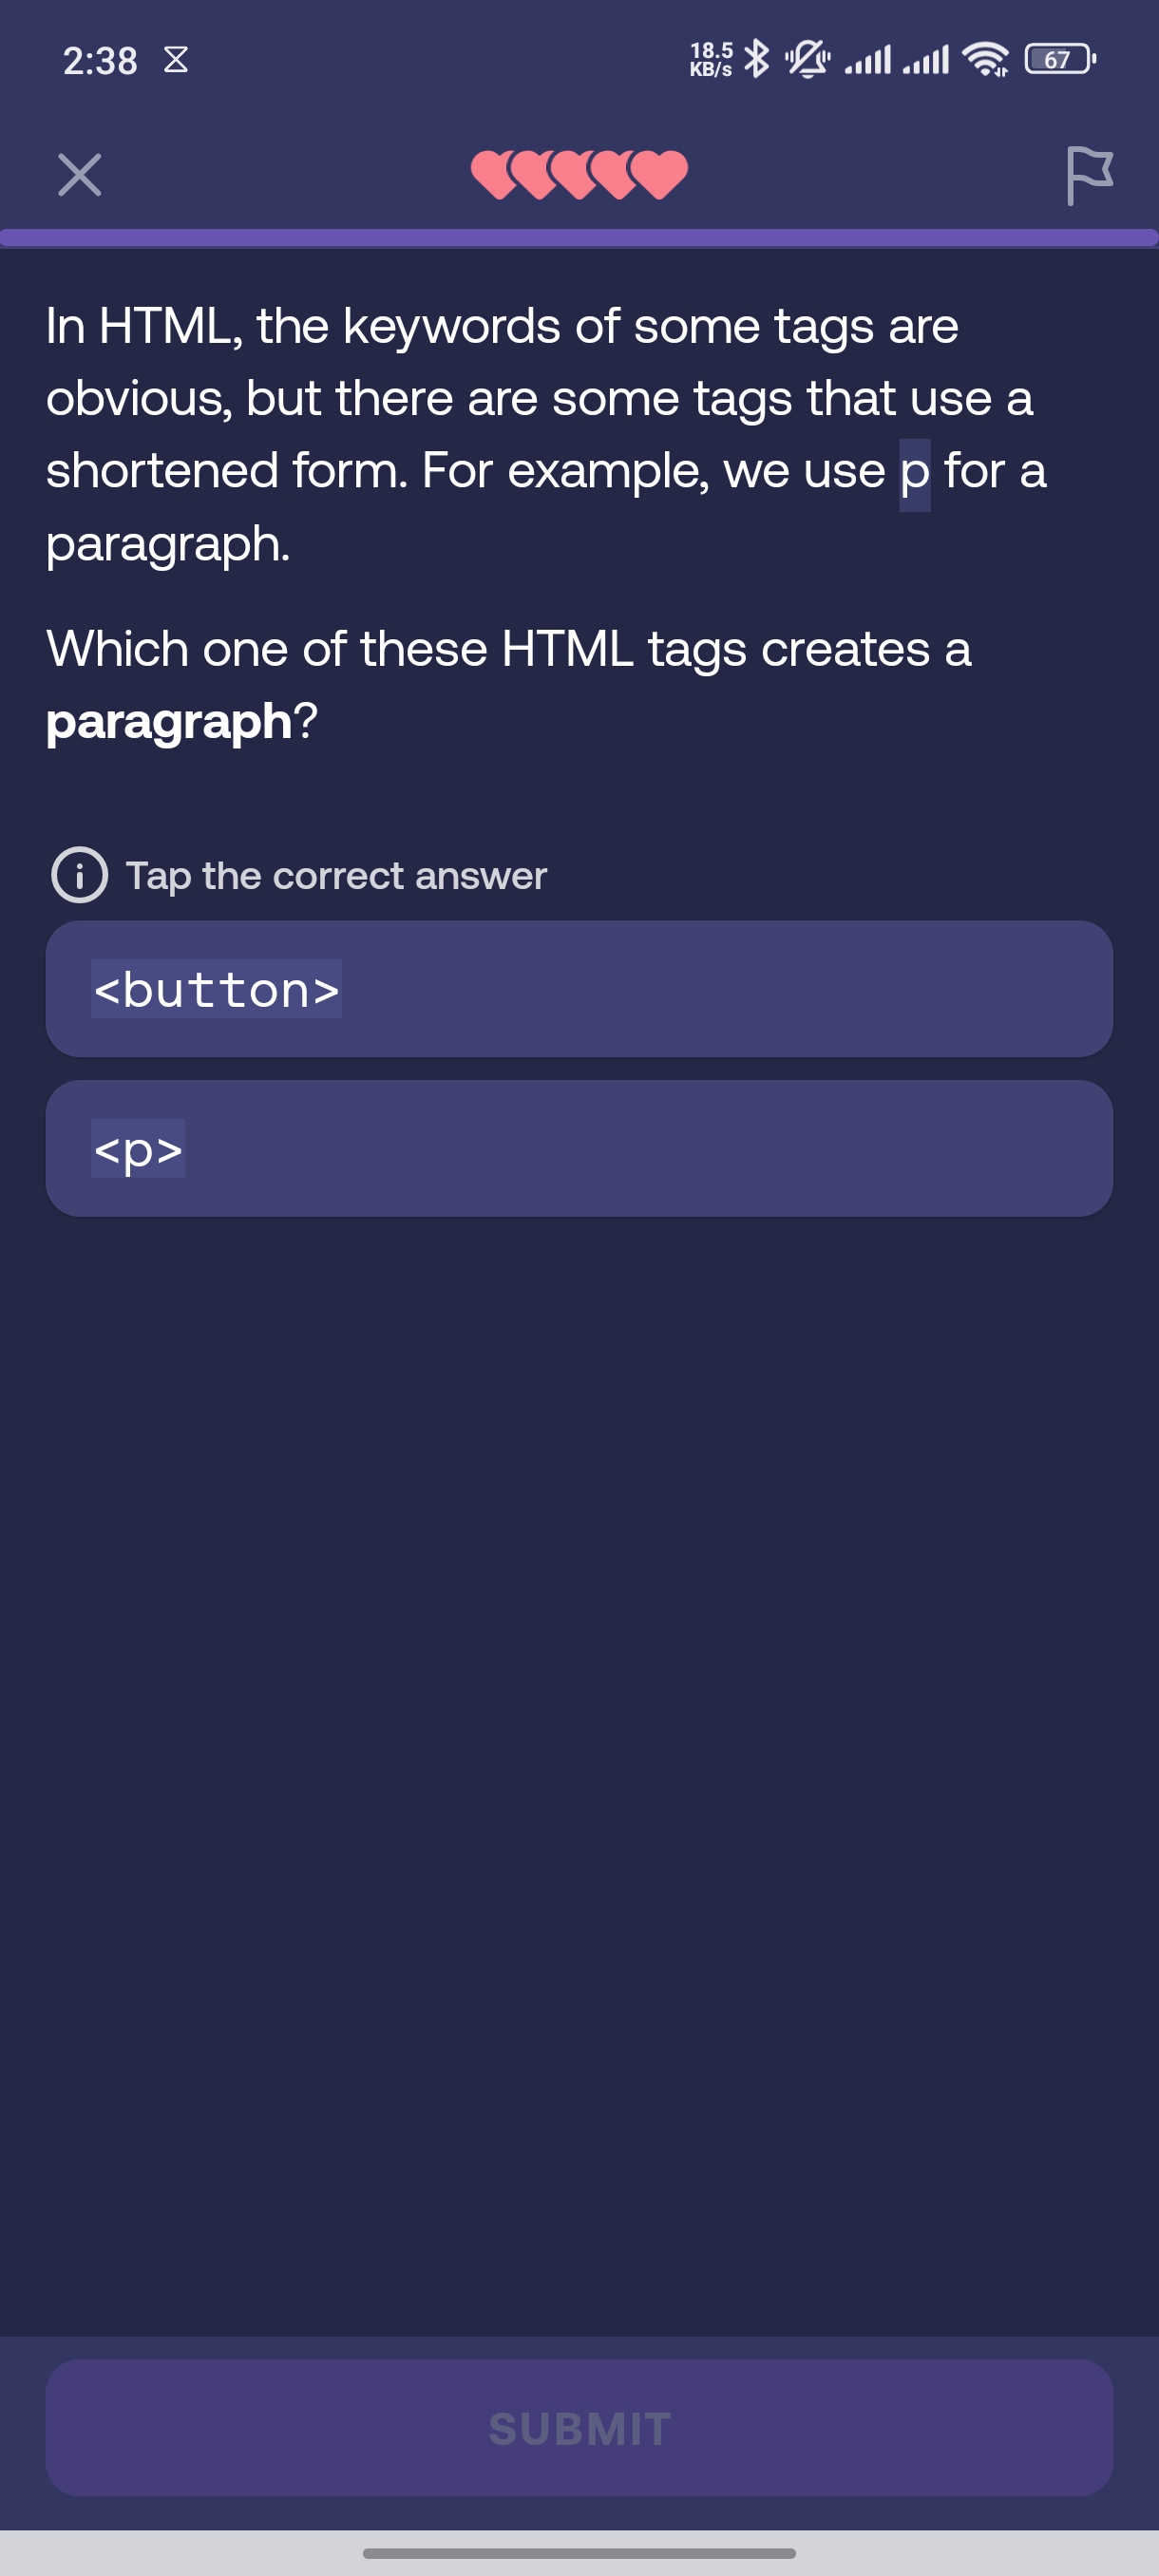 2:38
18.5
KB/s
67
In HTML, the keywords of some tags are
obvious, but there are some tags that use a
shortened form. For example, we use p for a
paragraph.
Which one of these HTML tags creates a
paragraph?
Tap the correct answer
<button>
<p>
SUBMIT